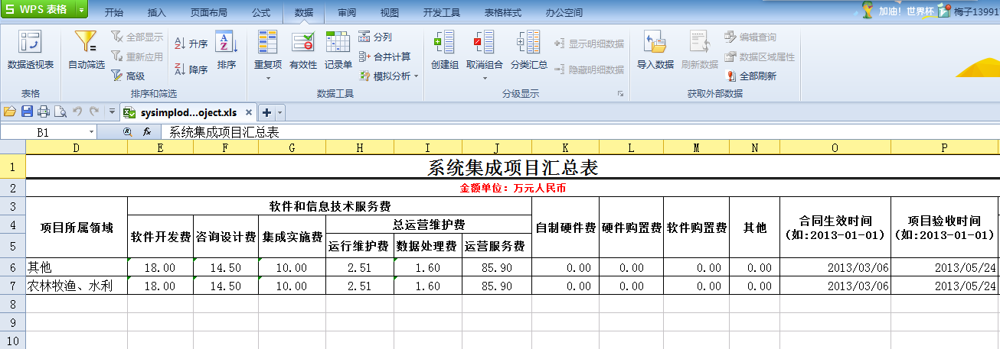 S WPS 表格
开始 插入 页面布局 公式 数据 审阅 视图 开发工具 表格样式 办公空间
加油！世界杯 梅子13991
数据透视表
自动筛选
全部显示
重新应用
高级
升序
降序
排序
重复项
有效性
记录单
分列
合并计算
模拟分析
创建组
取消组合
分类汇总
显示明细数据
隐藏明细数据
导入数据
刷新数据
编辑查询
数据区域属性
全部刷新
表格 排序和筛选 数据工具 分级显示 获取外部数据
sysimplod...oject.xls
B1 fx 系统集成项目汇总表
D E F G H I J K L M N O P
1 系统集成项目汇总表
2 金额单位：万元人民币
3 4 5
项目所属领域
软件和信息技术服务费
软件开发费 咨询设计费 集成实施费
总运营维护费
运行维护费 数据处理费 运营服务费
自制硬件费 硬件购置费 软件购置费 其他
合同生效时间
(如:2013-01-01)
项目验收时间
(如:2013-01-01)
6 其他 18.00 14.50 10.00 2.51 1.60 85.90 0.00 0.00 0.00 0.00 2013/03/06 2013/05/24
7 农林牧渔、水利 18.00 14.50 10.00 2.51 1.60 85.90 0.00 0.00 0.00 0.00 2013/03/06 2013/05/24
8
9
10